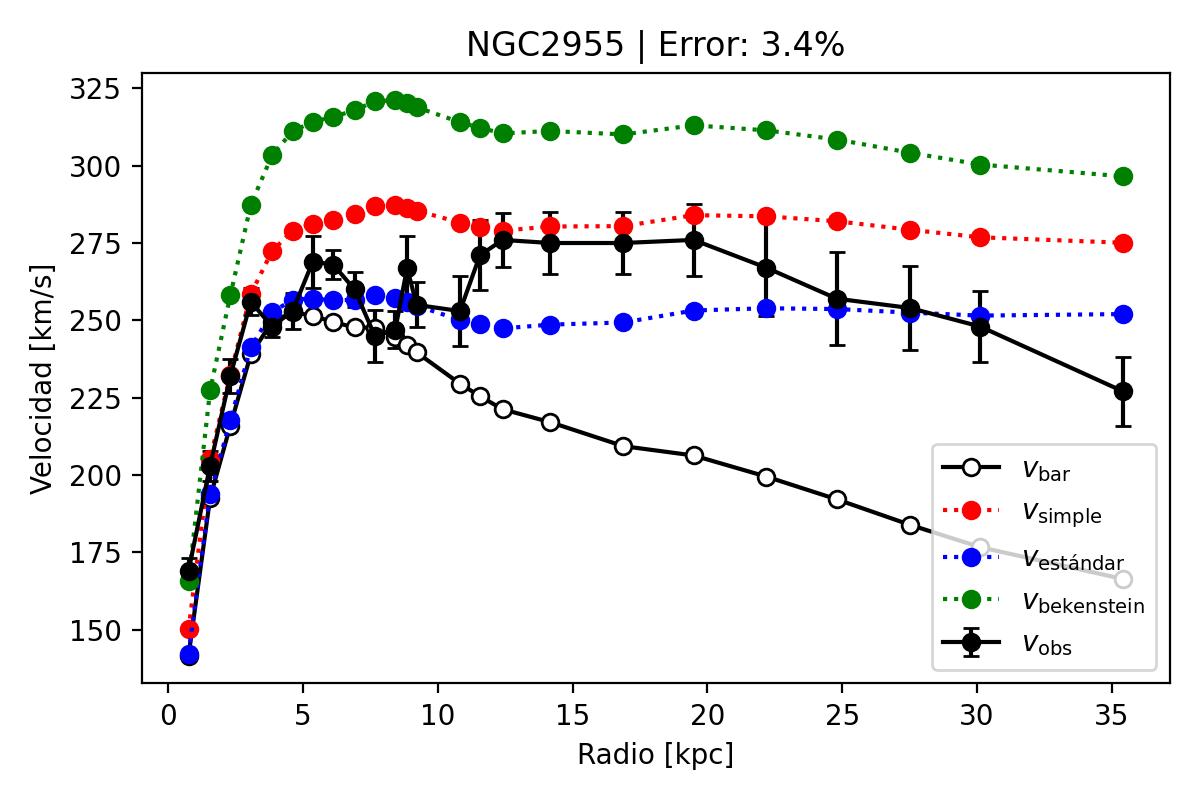 NGC2955 | Error: 3.4%
Velocidad [km/s]
325
300
275
250
225
200
175
150
v_bar
v_simple
v_estándar
v_bekenstein
v_obs
0 5 10 15 20 25 30 35
Radio [kpc]